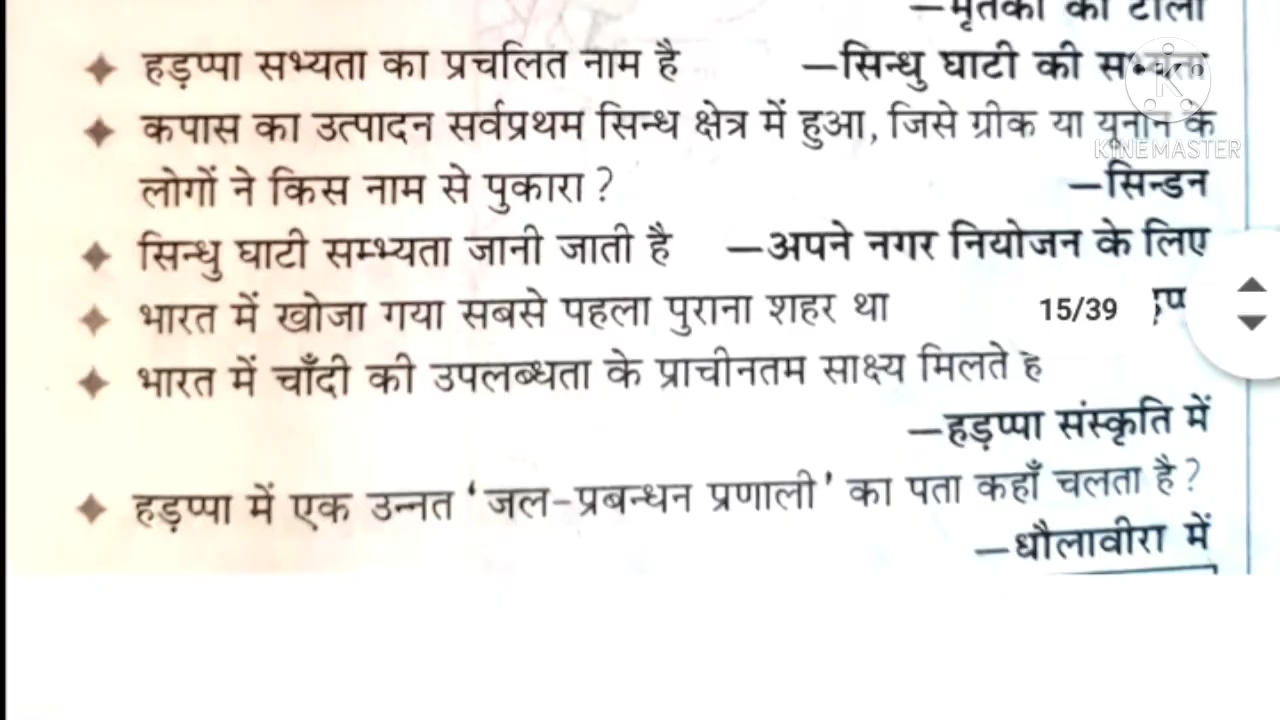 —मृतकों का टीला
हड़प्पा सभ्यता का प्रचलित नाम है —सिन्धु घाटी की सभ्यता
कपास का उत्पादन सर्वप्रथम सिन्ध क्षेत्र में हुआ, जिसे ग्रीक या यूनान के
KINEMASTER
लोगों ने किस नाम से पुकारा? —सिन्डन
सिन्धु घाटी सम्भ्यता जानी जाती है —अपने नगर नियोजन के लिए
भारत में खोजा गया सबसे पहला पुराना शहर था 15/39
भारत में चाँदी की उपलब्धता के प्राचीनतम साक्ष्य मिलते
—हड़प्पा संस्कृति में
हड़प्पा में एक उन्नत 'जल-प्रबन्धन प्रणाली' का पता कहाँ चलता है?
—धौलावीरा में